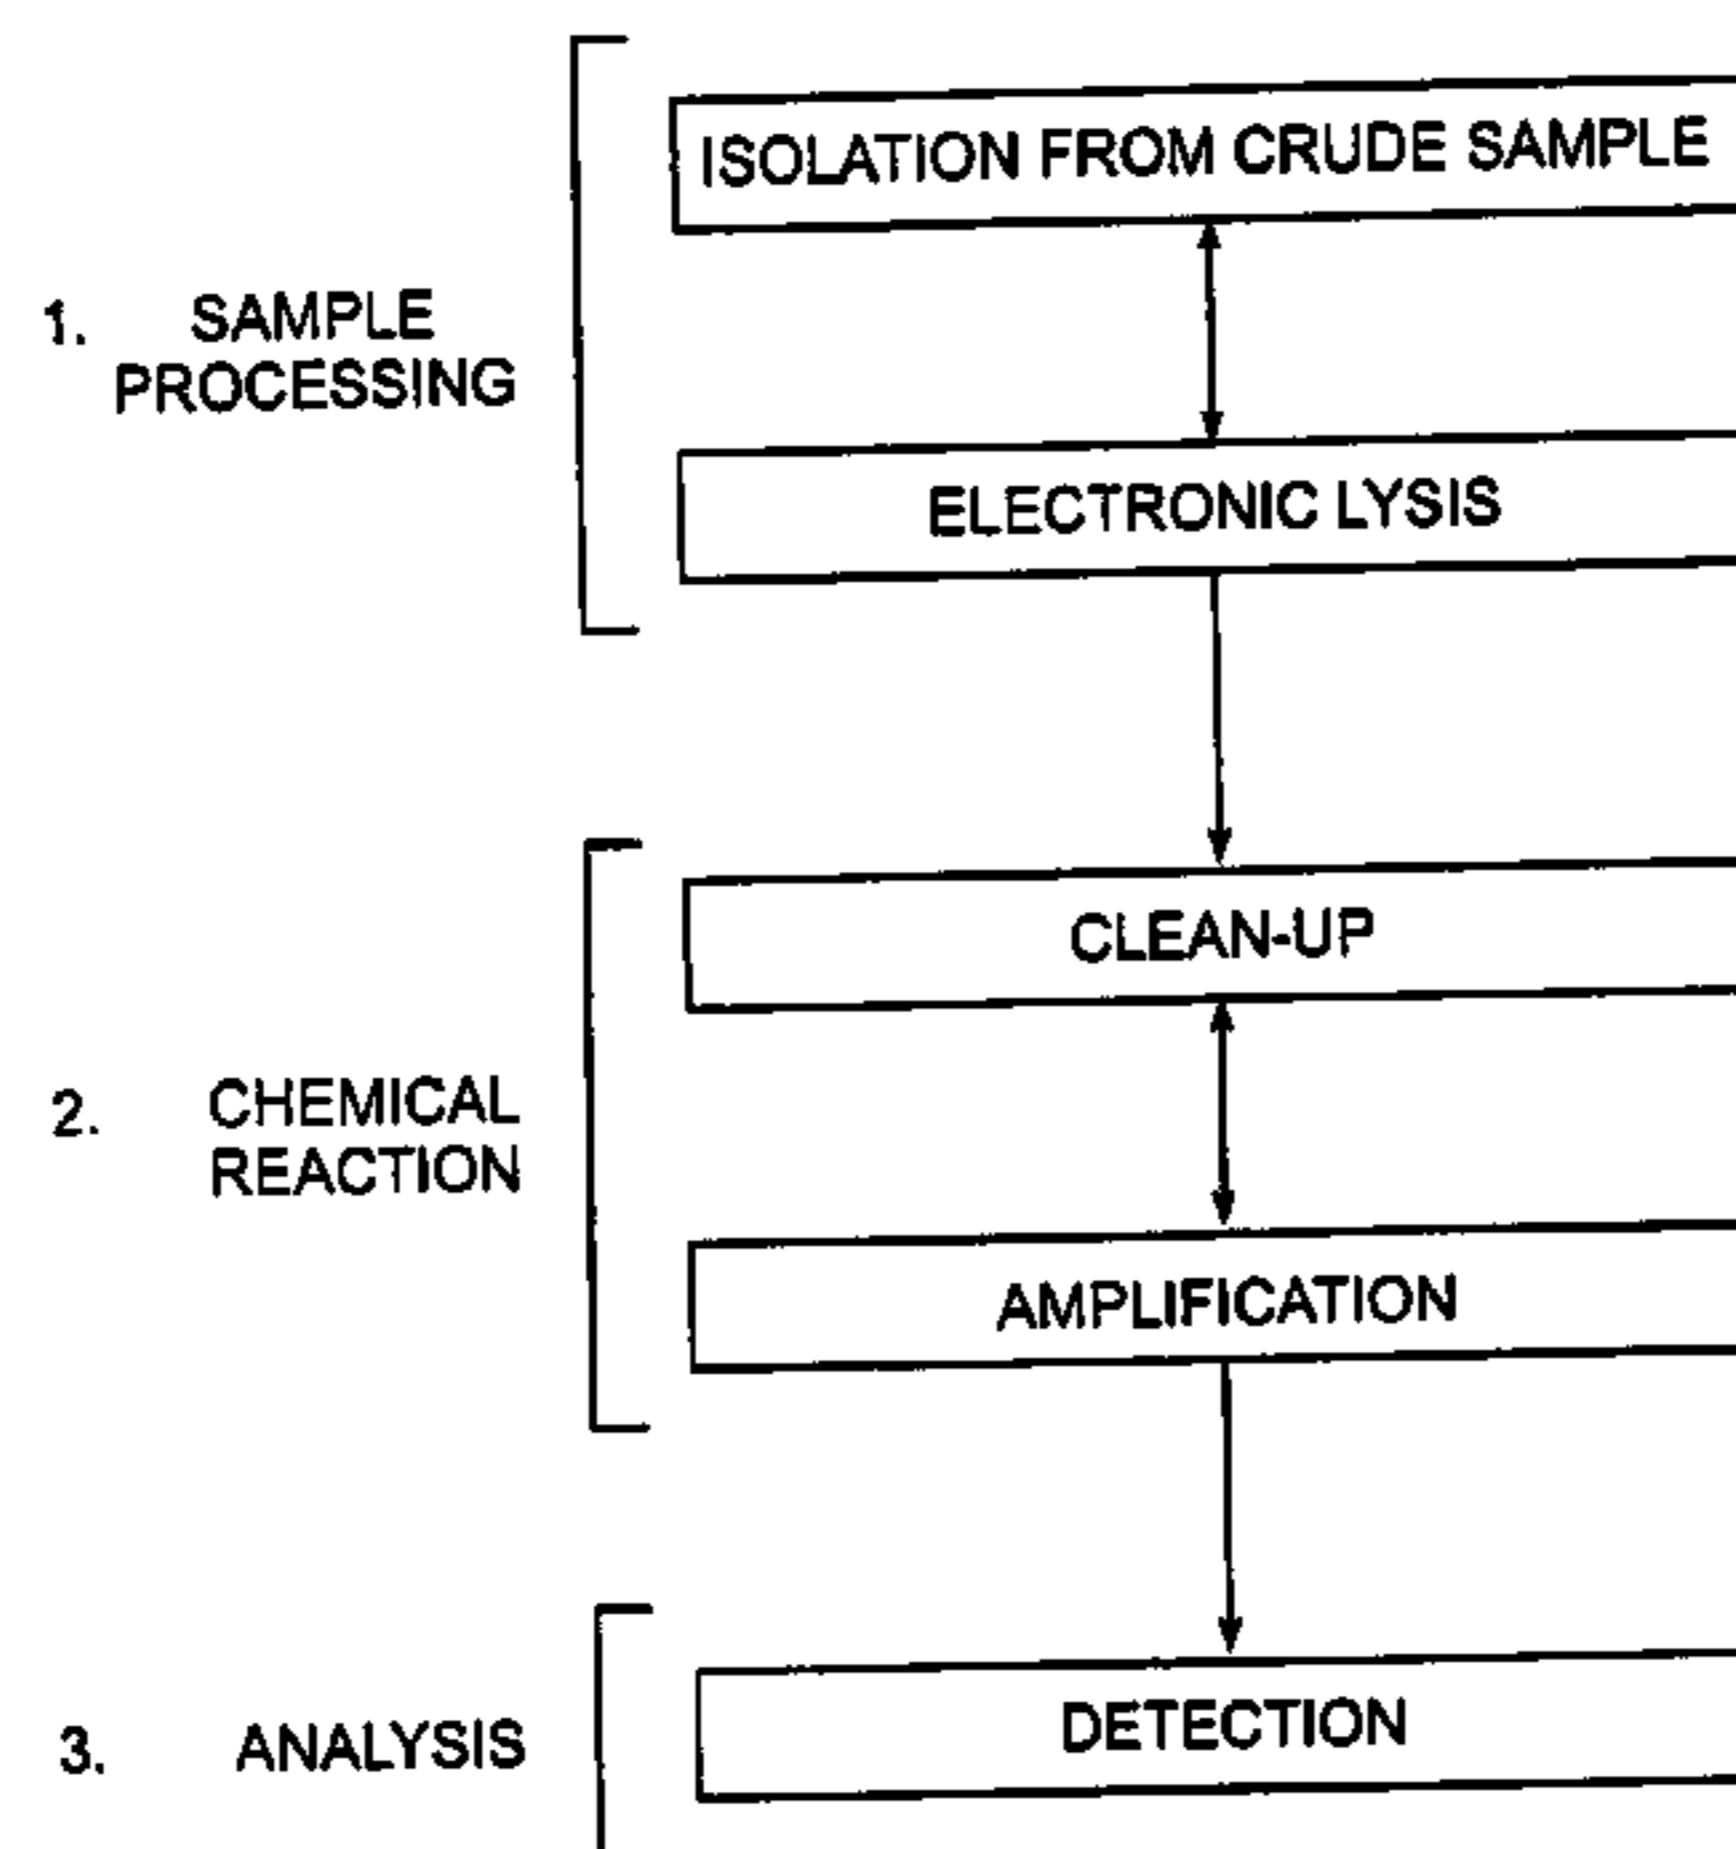 ISOLATION FROM CRUDE SAMPLE
1. SAMPLE
PROCESSING
ELECTRONIC LYSIS
CLEAN-UP
2. CHEMICAL
REACTION
AMPLIFICATION
DETECTION
3. ANALYSIS